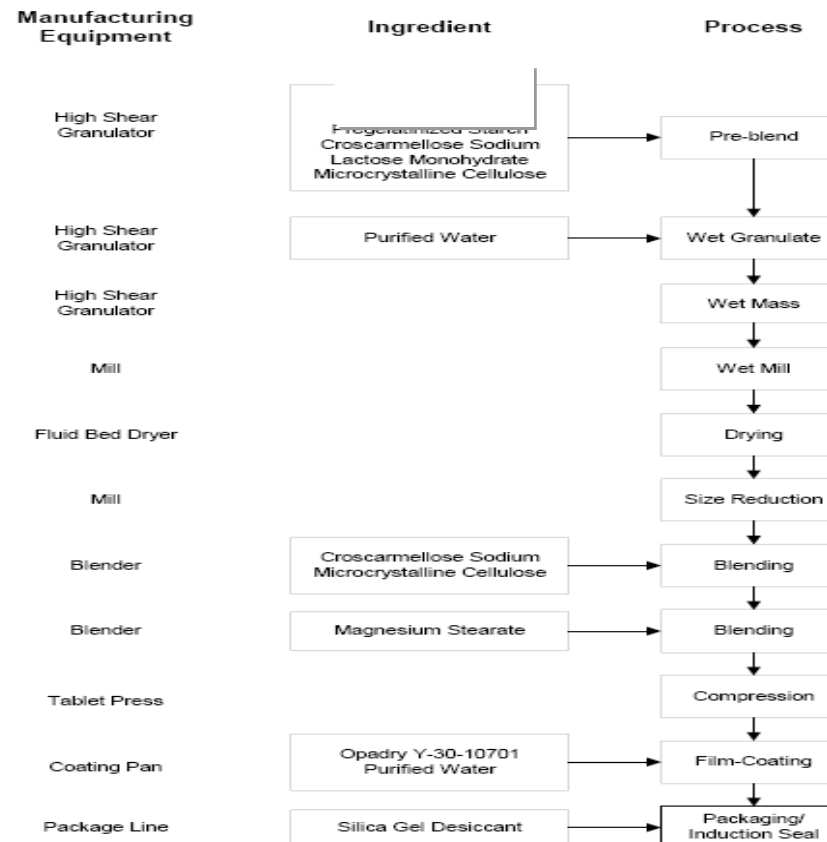 Manufacturing
Equipment
Ingredient
Process
High Shear
Granulator
Pregelatinized Starch
Croscarmellose Sodium
Lactose Monohydrate
Microcrystalline Cellulose
Pre-blend
High Shear
Granulator
Purified Water
Wet Granulate
High Shear
Granulator
Wet Mass
Mill
Wet Mill
Fluid Bed Dryer
Drying
Mill
Size Reduction
Blender
Croscarmellose Sodium
Microcrystalline Cellulose
Blending
Blender
Magnesium Stearate
Blending
Tablet Press
Compression
Coating Pan
Opadry Y-30-10701
Purified Water
Film-Coating
Package Line
Silica Gel Desiccant
Packaging/
Induction Seal